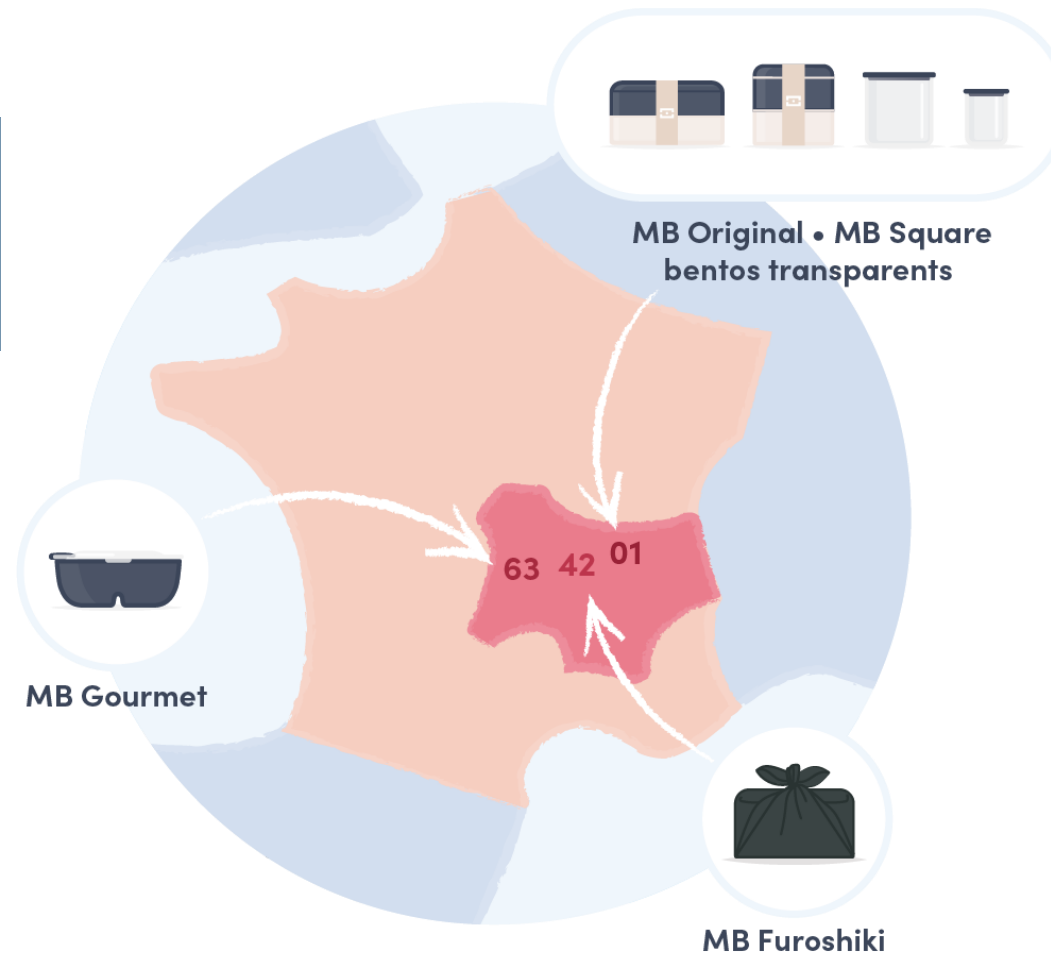 MB Original • MB Square
bentos transparents
63 42 01
MB Gourmet
MB Furoshiki